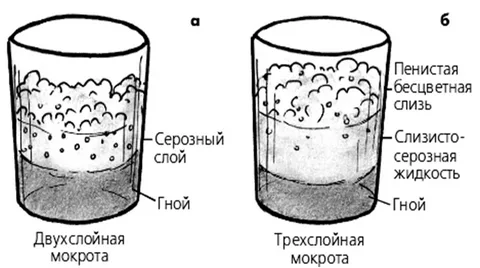 а
Серозный
слой
Гной
Двухслойная
мокрота
б
Пенистая
бесцветная
слизь
Слизисто-
серозная
жидкость
Гной
Трехслойная
мокрота